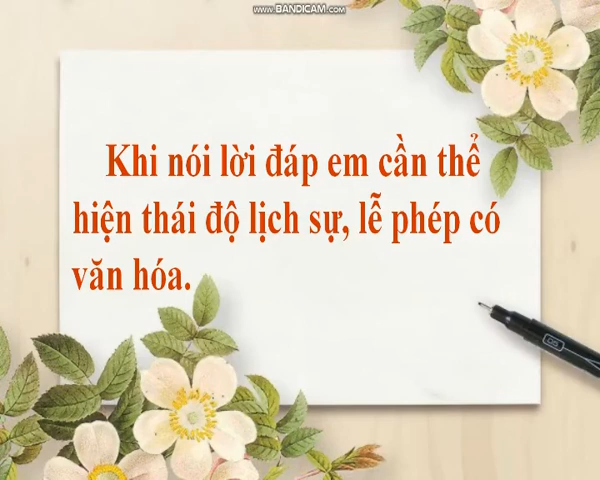 www.BANDICAM.com
Khi nói lời đáp em cần thể
hiện thái độ lịch sự, lễ phép có
văn hóa.
05